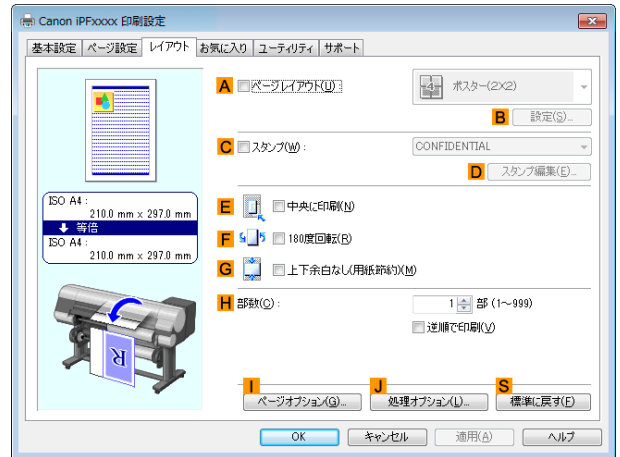 Canon iPFxxxx 印刷設定
基本設定 ページ設定 レイアウト お気に入り ユーティリティ サポート
A ページレイアウト(U) : 4 ポスター(2×2)
B 設定(S)...
C スタンプ(W) : CONFIDENTIAL
D スタンプ編集(E)...
ISO A4 :
210.0 mm x 297.0 mm
等倍
ISO A4 :
210.0 mm x 297.0 mm
E 中央に印刷(N)
F 180度回転(R)
G 上下余白なし(用紙節約)(M)
H 部数(C) : 1 部 (1～999)
逆順で印刷(V)
R
I ページオプション(G)...
J 処理オプション(L)...
S 標準に戻す(F)
OK キャンセル 適用(A) ヘルプ